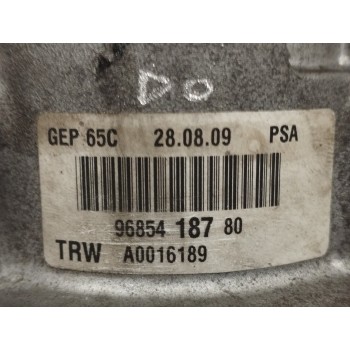 DO
GEP 65C 28.08.09 PSA
96854 187 80
TRW A0016189